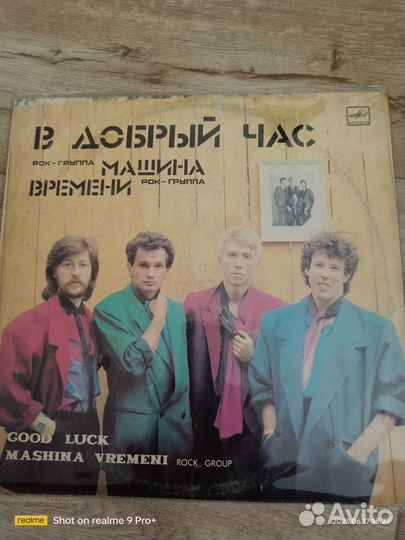 В ДОБРЫЙ ЧАС
РОК-ГРУППА МАШИНА
ВРЕМЕНИ РОК-ГРУППА
МЕЛОДИЯ
GOOD LUCK
MASHINA VREMENI ROCK GROUP
realme Shot on realme 9 Pro+
Avito